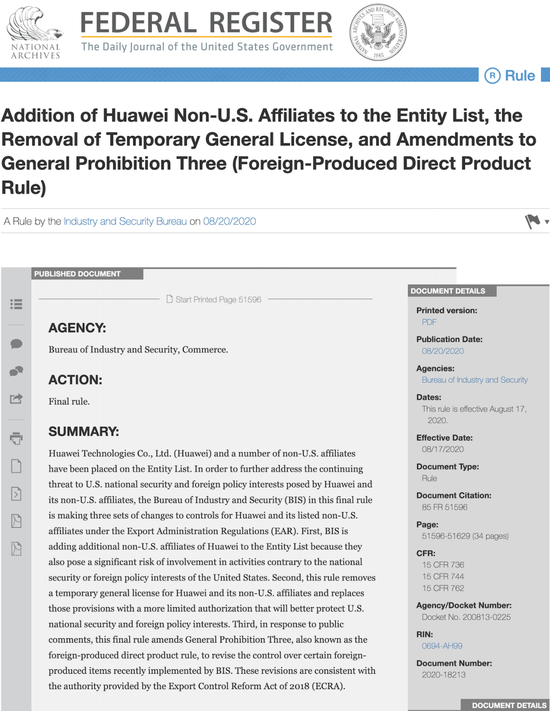 NATIONAL
ARCHIVES
FEDERAL REGISTER
The Daily Journal of the United States Government
Rule
Addition of Huawei Non-U.S. Affiliates to the Entity List, the
Removal of Temporary General License, and Amendments to
General Prohibition Three (Foreign-Produced Direct Product
Rule)
A Rule by the Industry and Security Bureau on 08/20/2020
PUBLISHED DOCUMENT
Start Printed Page 51596
AGENCY:
Bureau of Industry and Security, Commerce.
ACTION:
Final rule.
SUMMARY:
Huawei Technologies Co., Ltd. (Huawei) and a number of non-U.S. affiliates
have been placed on the Entity List. In order to further address the continuing
threat to U.S. national security and foreign policy interests posed by Huawei and
its non-U.S. affiliates, the Bureau of Industry and Security (BIS) in this final rule
is making three sets of changes to controls for Huawei and its listed non-U.S.
affiliates under the Export Administration Regulations (EAR). First, BIS is
adding additional non-U.S. affiliates of Huawei to the Entity List because they
also pose a significant risk of involvement in activities contrary to the national
security or foreign policy interests of the United States. Second, this rule removes
a temporary general license for Huawei and its non-U.S. affiliates and replaces
those provisions with a more limited authorization that will better protect U.S.
national security and foreign policy interests. Third, in response to public
comments, this final rule amends General Prohibition Three, also known as the
foreign-produced direct product rule, to revise the control over certain foreign-
produced items recently implemented by BIS. These revisions are consistent with
the authority provided by the Export Control Reform Act of 2018 (ECRA).
DOCUMENT DETAILS
Printed version:
PDF
Publication Date:
08/20/2020
Agencies:
Bureau of Industry and Security
Dates:
This rule is effective August 17,
2020.
Effective Date:
08/17/2020
Document Type:
Rule
Document Citation:
85 FR 51596
Page:
51596-51629 (34 pages)
CFR:
15 CFR 736
15 CFR 744
15 CFR 762
Agency/Docket Number:
Docket No. 200813-0225
RIN:
0694-AH99
Document Number:
2020-18213
DOCUMENT DETAILS